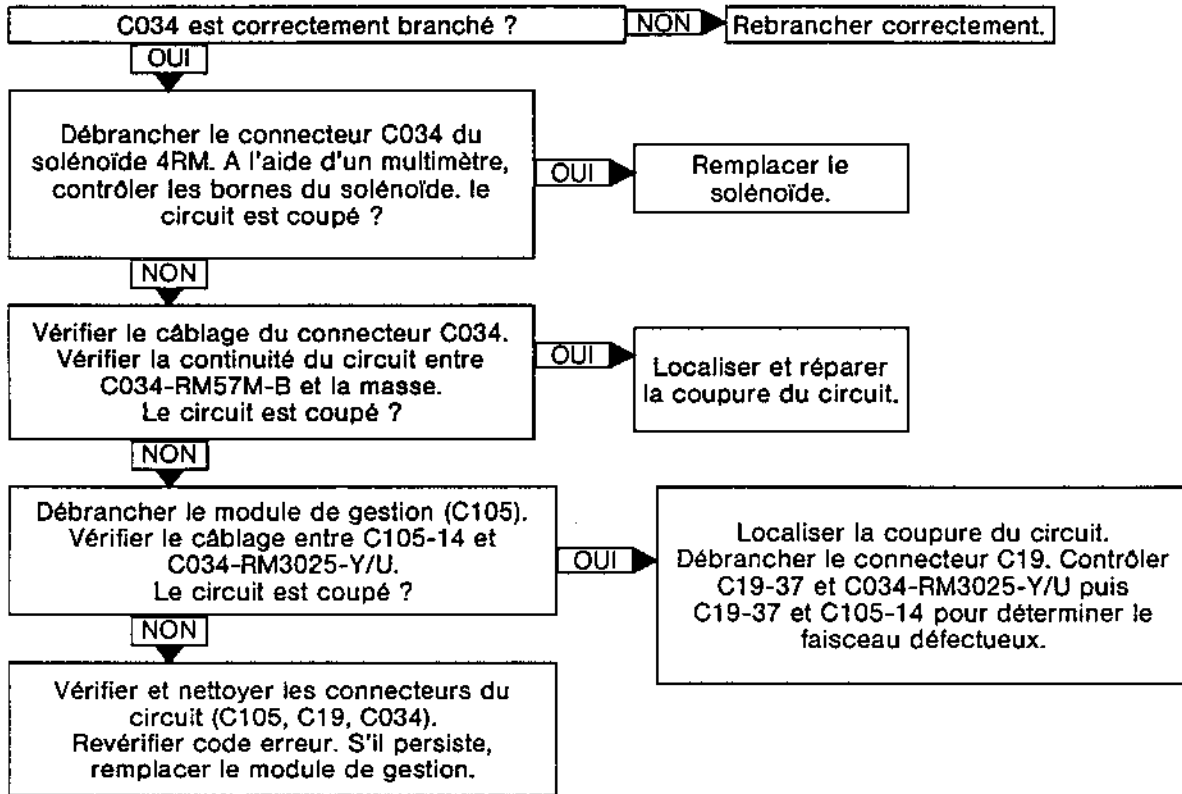 C034 est correctement branché ?
NON
Rebrancher correctement.
OUI
Débrancher le connecteur C034 du
solénoïde 4RM. A l'aide d'un multimètre,
contrôler les bornes du solénoïde. le
circuit est coupé ?
OUI
Remplacer le
solénoïde.
NON
Vérifier le câblage du connecteur C034.
Vérifier la continuité du circuit entre
C034-RM57M-B et la masse.
Le circuit est coupé ?
OUI
Localiser et réparer
la coupure du circuit.
NON
Débrancher le module de gestion (C105).
Vérifier le câblage entre C105-14 et
C034-RM3025-Y/U.
Le circuit est coupé ?
OUI
Localiser la coupure du circuit.
Débrancher le connecteur C19. Contrôler
C19-37 et C034-RM3025-Y/U puis
C19-37 et C105-14 pour déterminer le
faisceau défectueux.
NON
Vérifier et nettoyer les connecteurs du
circuit (C105, C19, C034).
Revérifier code erreur. S'il persiste,
remplacer le module de gestion.